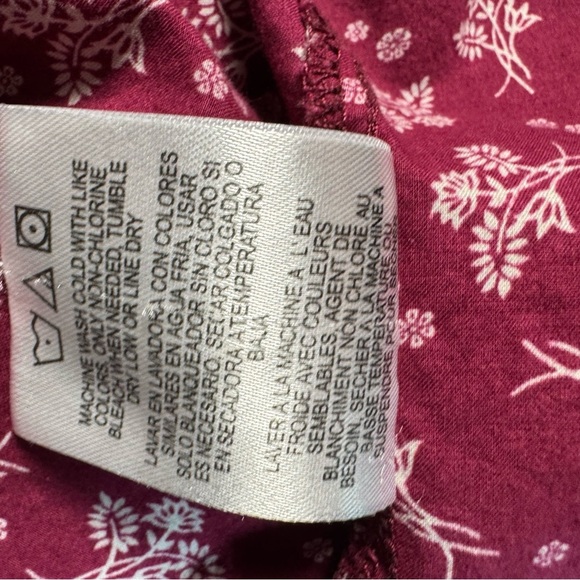 MACHINE WASH COLD WITH LIKE
COLORS, ONLY NON-CHLORINE
BLEACH WHEN NEEDED, TUMBLE
DRY LOW OR LINE DRY
LAVAR EN LAVADORA CON COLORES
SIMILARES EN AGUA FRIA, USAR
SOLO BLANQUEADOR SIN CLORO SI
ES NECESARIO, SECAR COLGADO O
EN SECADORA A TEMPERATURA
BAJA
LAVER A LA MACHINE A L'EAU
FROIDE AVEC COULEURS
SEMBLABLES, AGENT DE
BLANCHIMENT NON CHLORE AU
BESOIN, SECHER A LA MACHINE A
BASSE TEMPERATURE OU
SUSPENDRE POUR